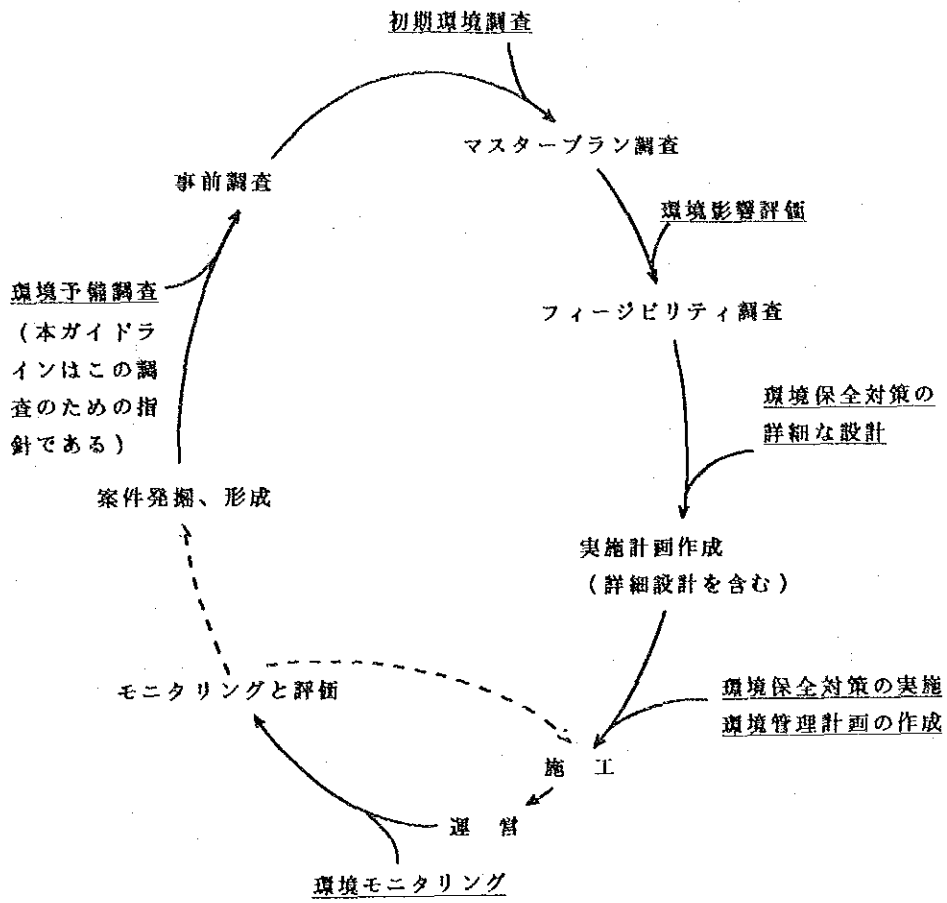 初期環境調査
マスタープラン調査
事前調査
環境影響評価
環境予備調査
(本ガイドラ
インはこの調
査のための指
針である)
フィージビリティ調査
環境保全対策の
詳細な設計
案件発掘、形成
実施計画作成
(詳細設計を含む)
モニタリングと評価
環境保全対策の実施
環境管理計画の作成
施 工
運 営
環境モニタリング